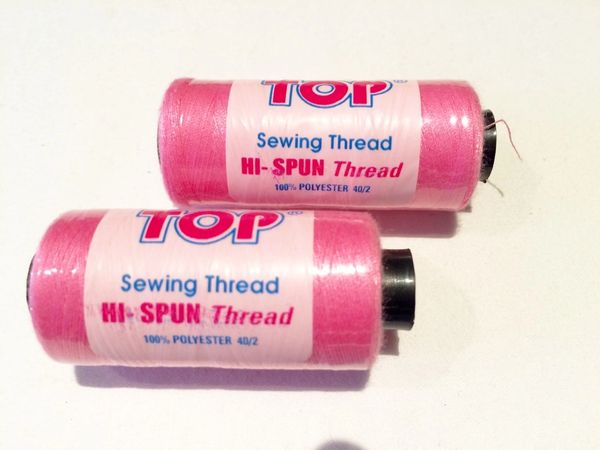 TOP®
Sewing Thread
HI-SPUN Thread
100% POLYESTER 40/2
TOP®
Sewing Thread
HI-SPUN Thread
100% POLYESTER 40/2